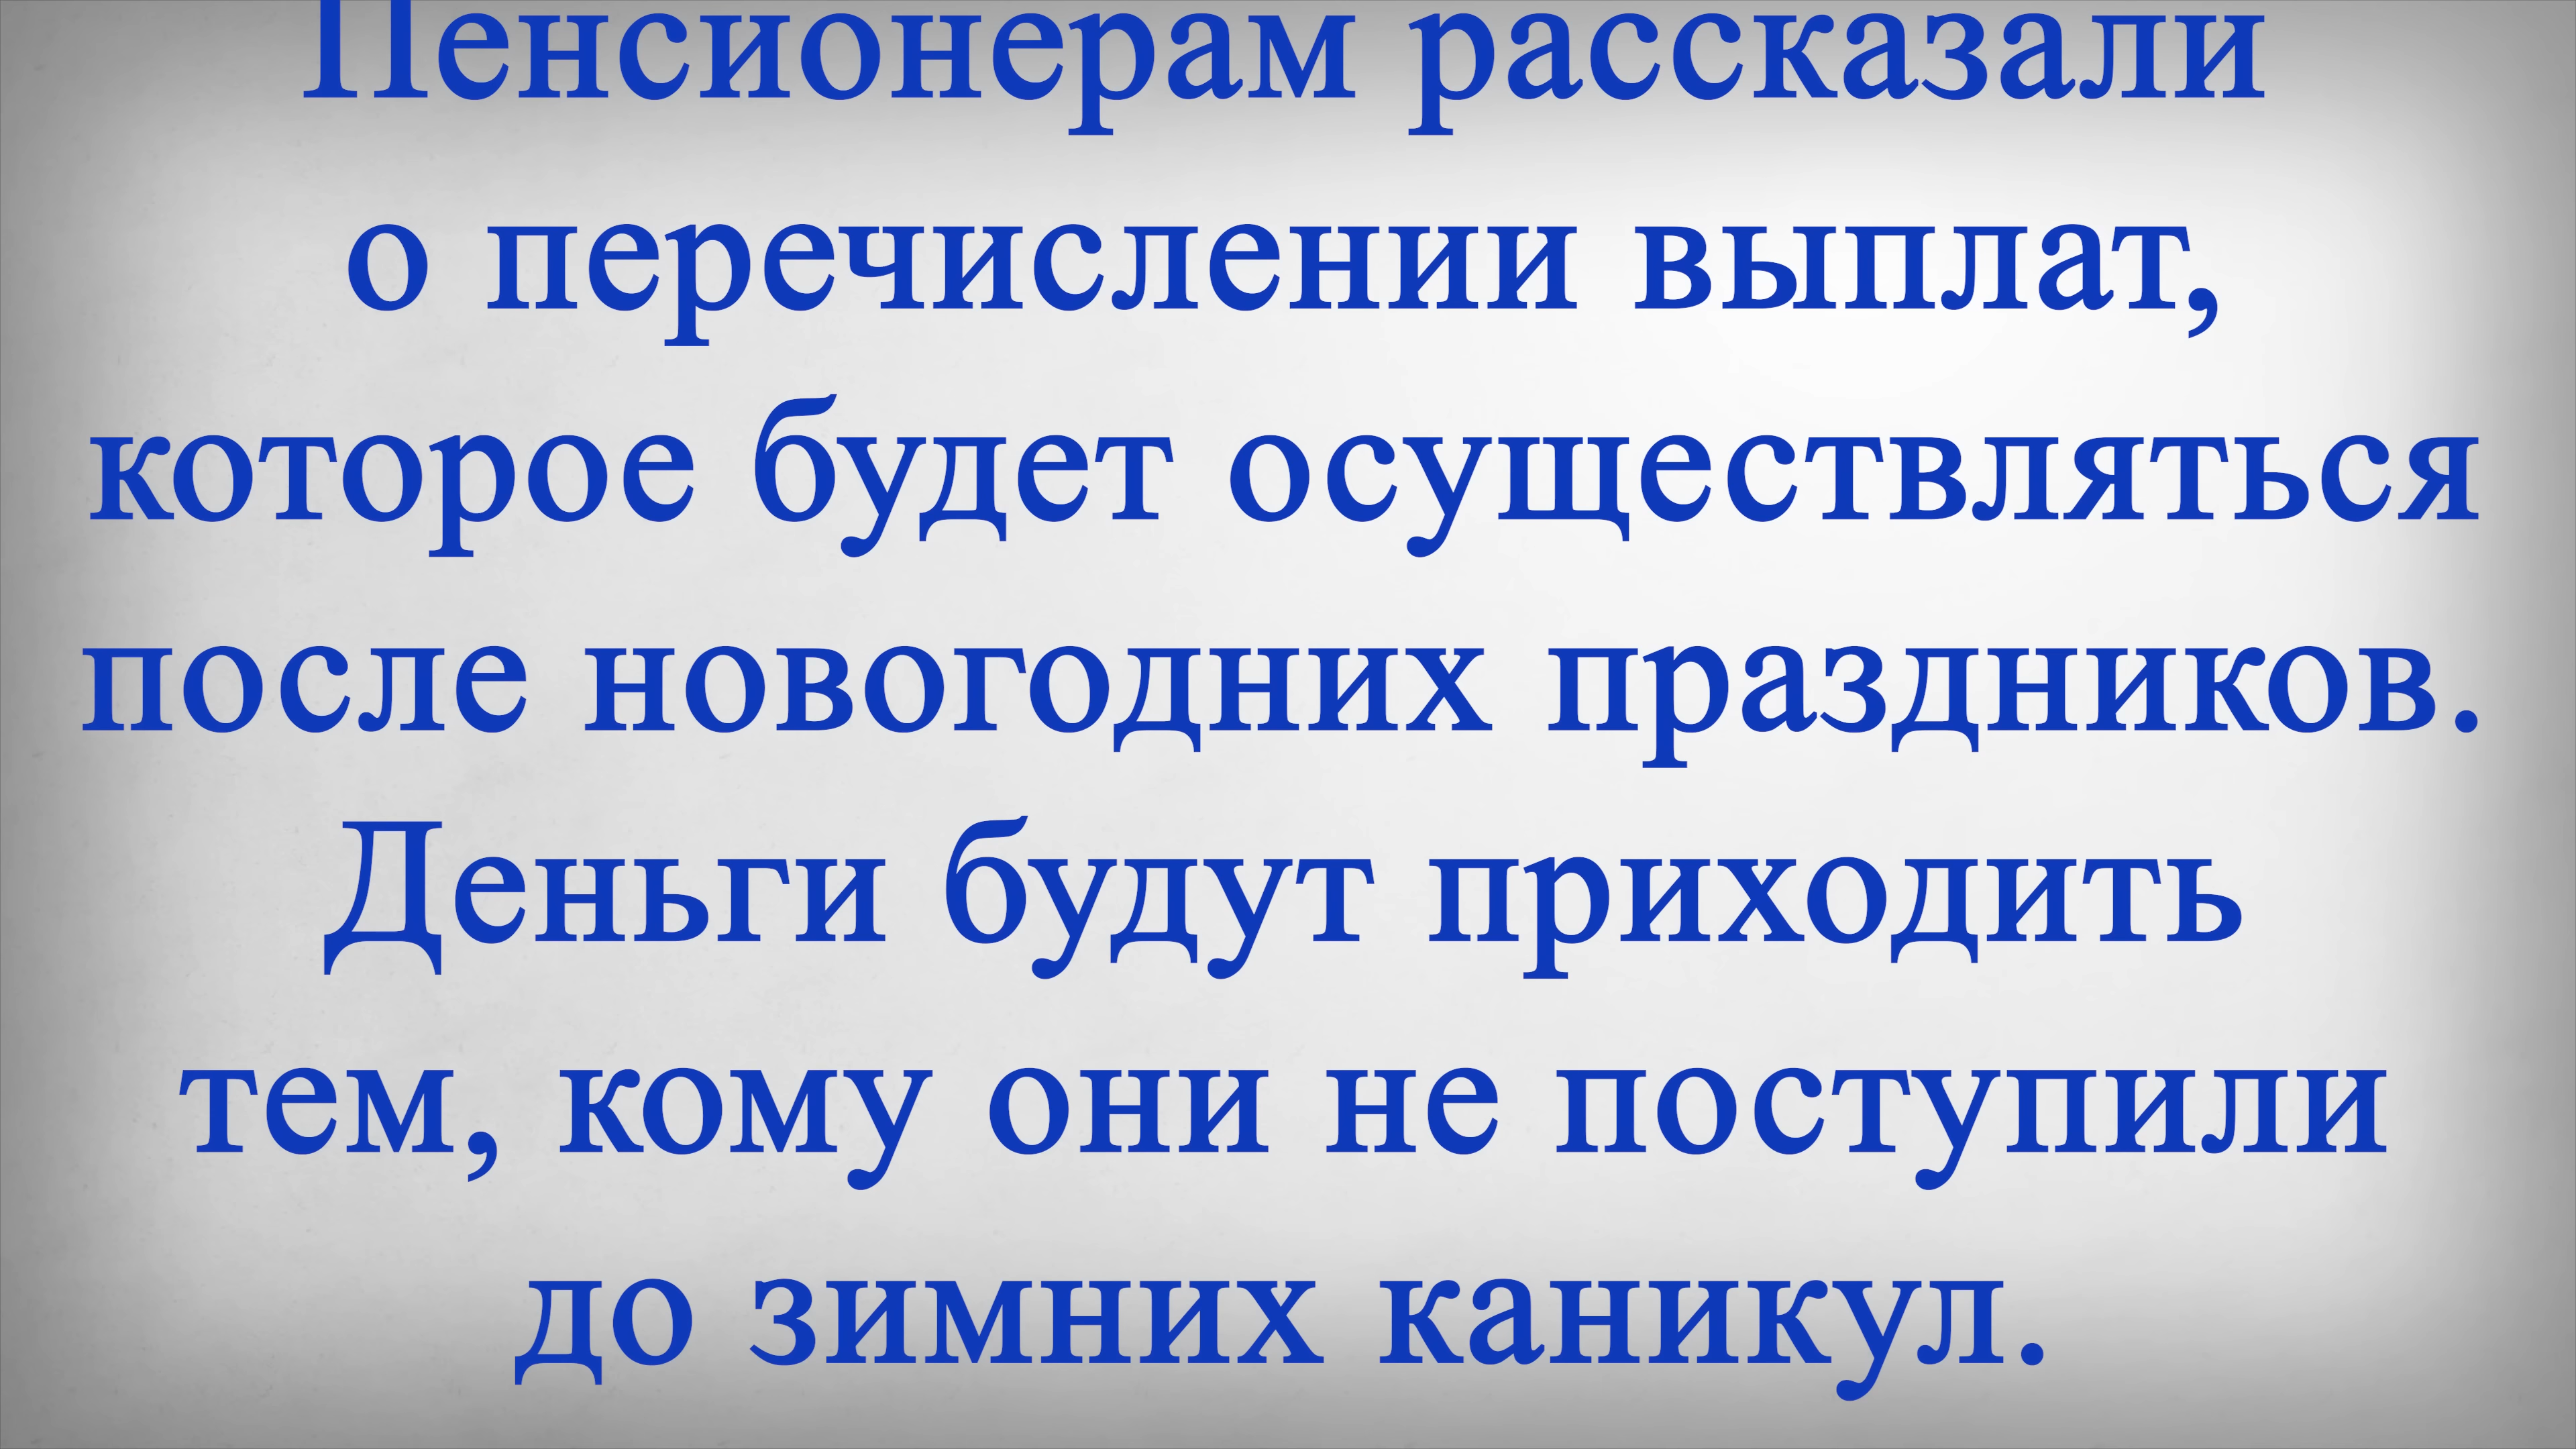 Пенсионерам рассказали
о перечислении выплат,
которое будет осуществляться
после новогодних праздников.
Деньги будут приходить
тем, кому они не поступили
до зимних каникул.